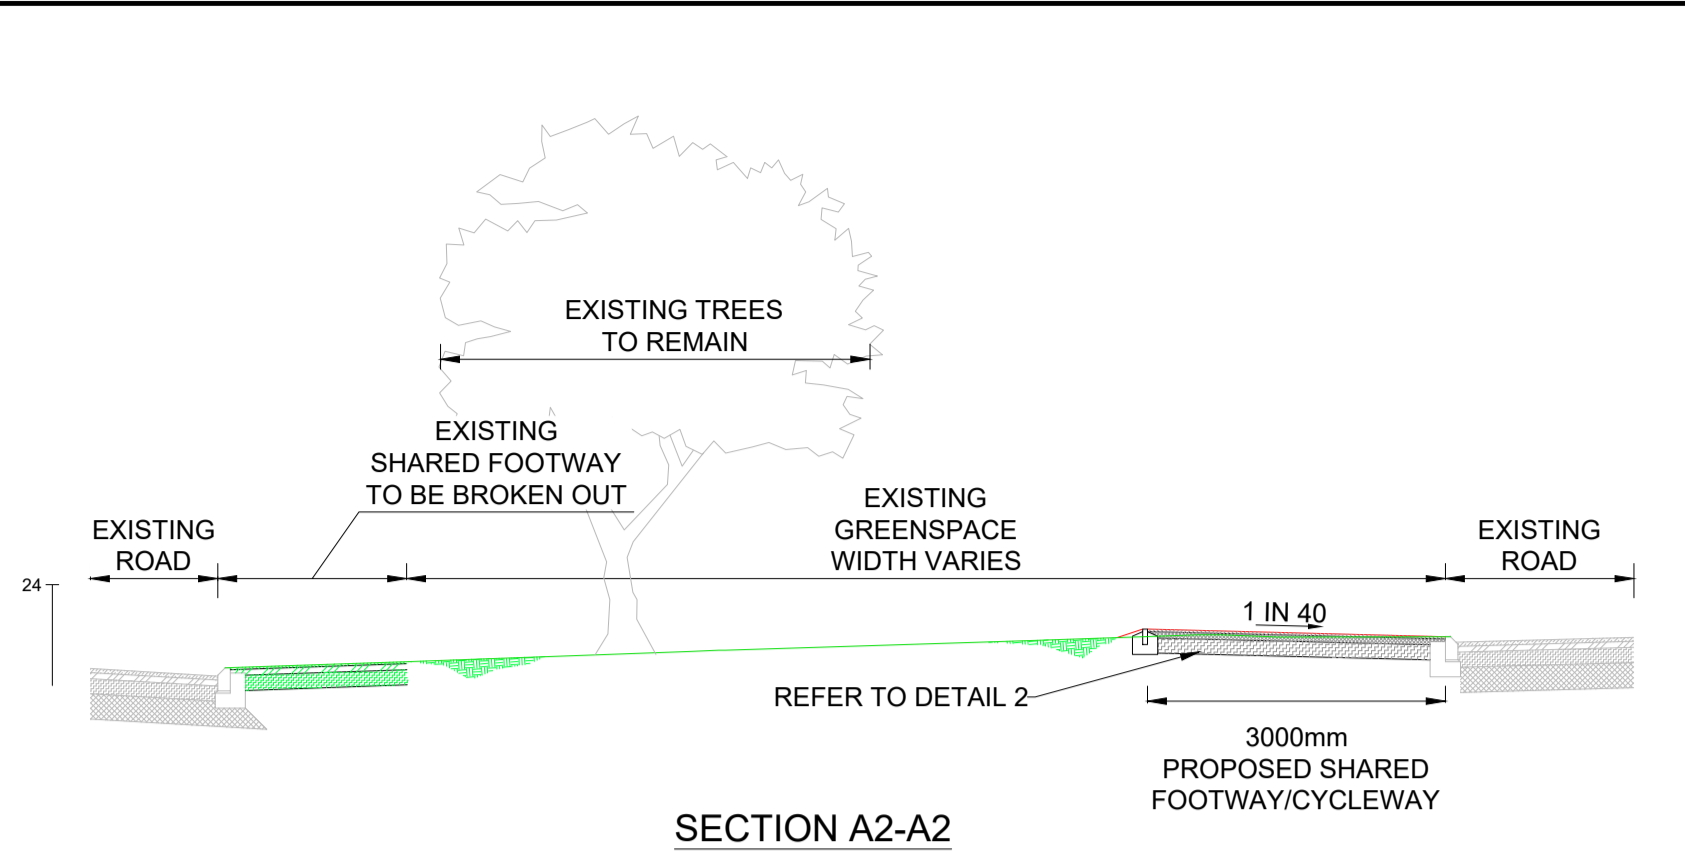 EXISTING TREES
TO REMAIN
EXISTING
SHARED FOOTWAY
TO BE BROKEN OUT
EXISTING
ROAD
EXISTING
GREENSPACE
WIDTH VARIES
EXISTING
ROAD
24
1 IN 40
REFER TO DETAIL 2
3000mm
PROPOSED SHARED
FOOTWAY/CYCLEWAY
SECTION A2-A2